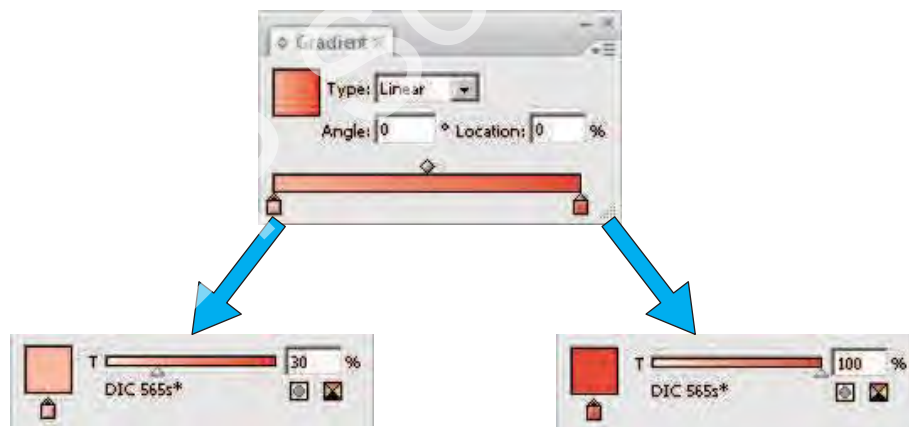 Gradient ×
Type: Linear
Angle: 0 ° Location: 0 %
T 30 %
DIC 565s*
T 100 %
DIC 565s*